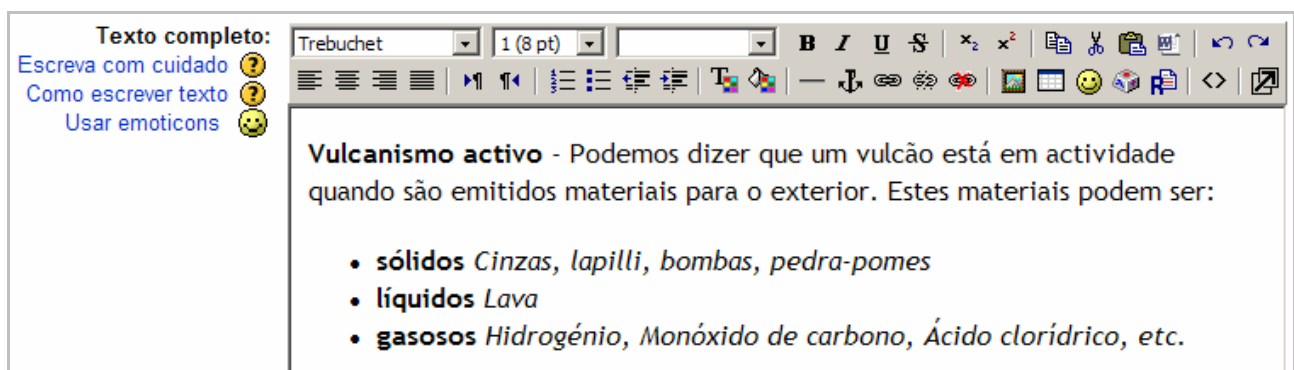 Texto completo:
Escreva com cuidado
Como escrever texto
Usar emoticons
Trebuchet 1 (8 pt)
Vulcanismo activo - Podemos dizer que um vulcão está em actividade
quando são emitidos materiais para o exterior. Estes materiais podem ser:
• sólidos Cinzas, lapilli, bombas, pedra-pomes
• líquidos Lava
• gasosos Hidrogénio, Monóxido de carbono, Ácido clorídrico, etc.